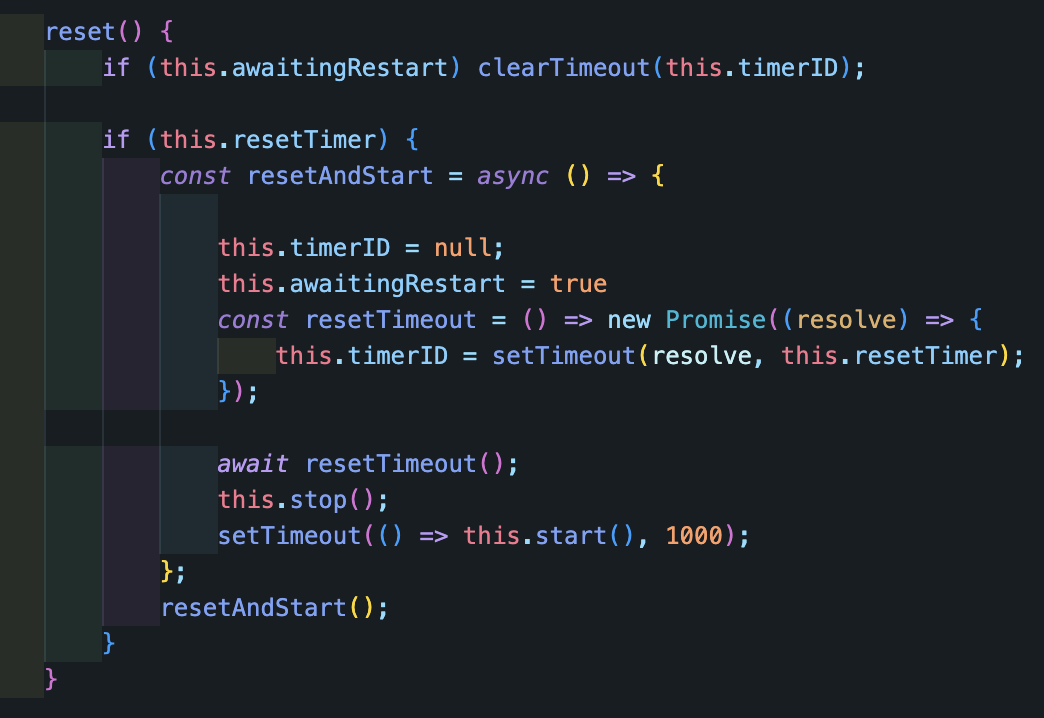 reset() {
if (this.awaitingRestart) clearTimeout(this.timerID);
if (this.resetTimer) {
const resetAndStart = async () => {
this.timerID = null;
this.awaitingRestart = true
const resetTimeout = () => new Promise((resolve) => {
this.timerID = setTimeout(resolve, this.resetTimer);
});
await resetTimeout();
this.stop();
setTimeout(() => this.start(), 1000);
};
resetAndStart();
}
}